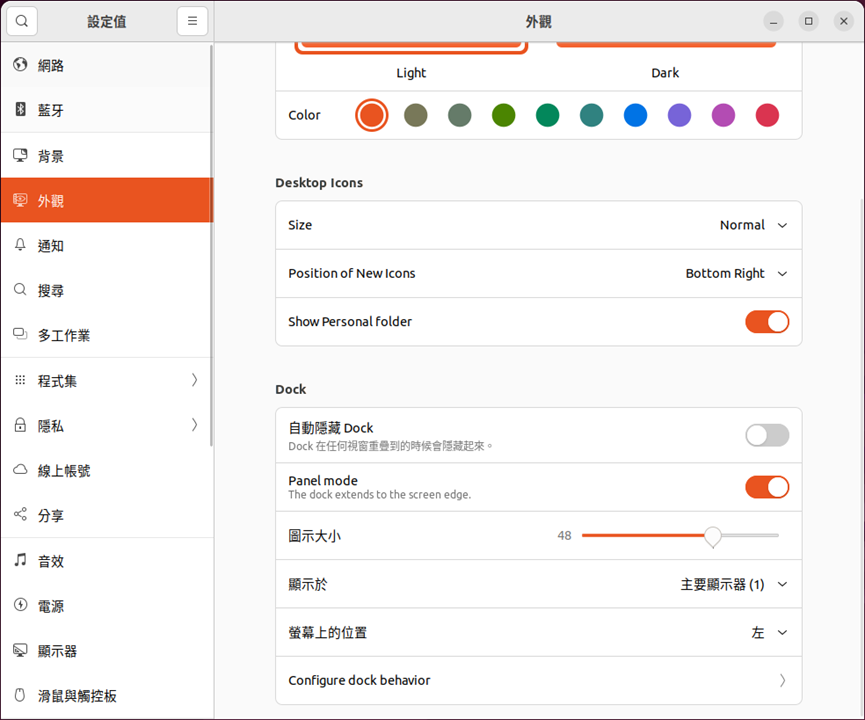 設定值
外觀
網路
藍牙
背景
外觀
通知
搜尋
多工作業
程式集
隱私
線上帳號
分享
音效
電源
顯示器
滑鼠與觸控板
Light
Dark
Color
Desktop Icons
Size
Normal
Position of New Icons
Bottom Right
Show Personal folder
Dock
自動隱藏 Dock
Dock 在任何視窗重疊到的時候會隱藏起來。
Panel mode
The dock extends to the screen edge.
圖示大小
48
顯示於
主要顯示器 (1)
螢幕上的位置
左
Configure dock behavior